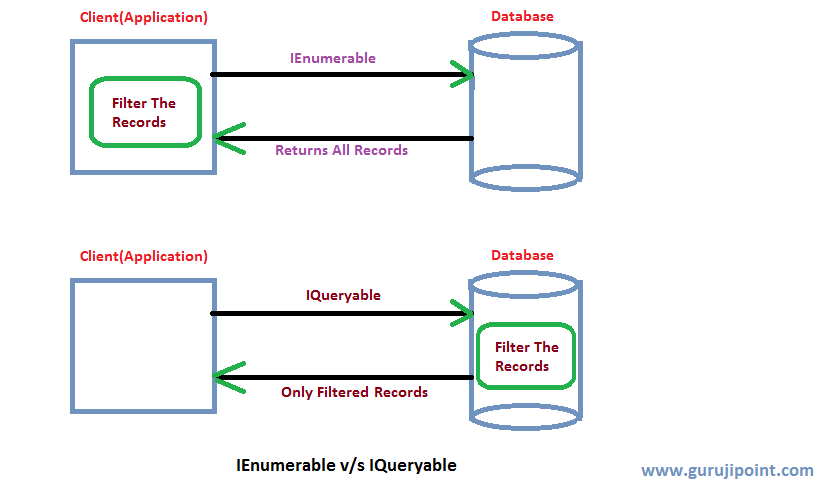 Client(Application)
Database
IEnumerable
Filter The
Records
Returns All Records
Client(Application)
Database
IQueryable
Filter The
Records
Only Filtered Records
IEnumerable v/s IQueryable
www.gurujipoint.com